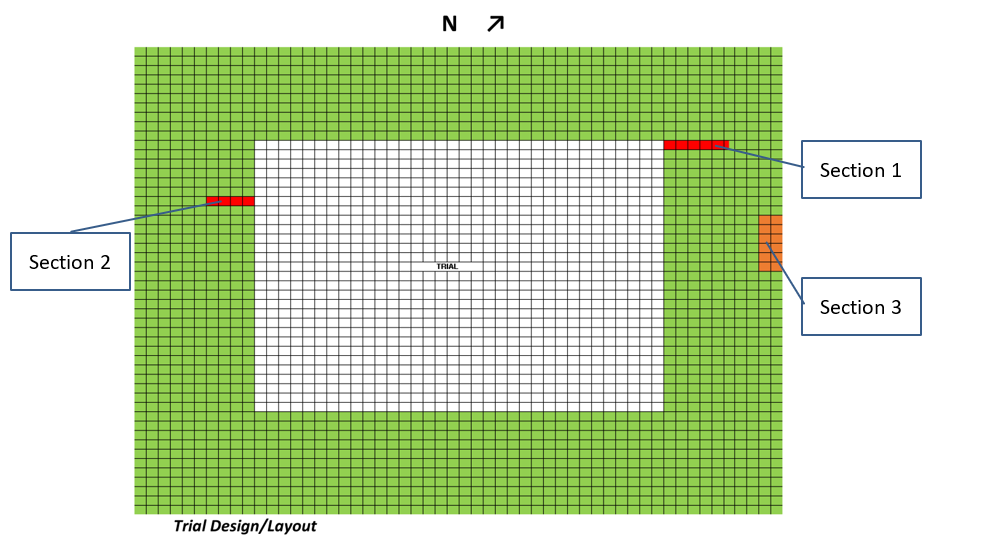 N ↗
Section 1
Section 2
TRIAL
Section 3
Trial Design/Layout